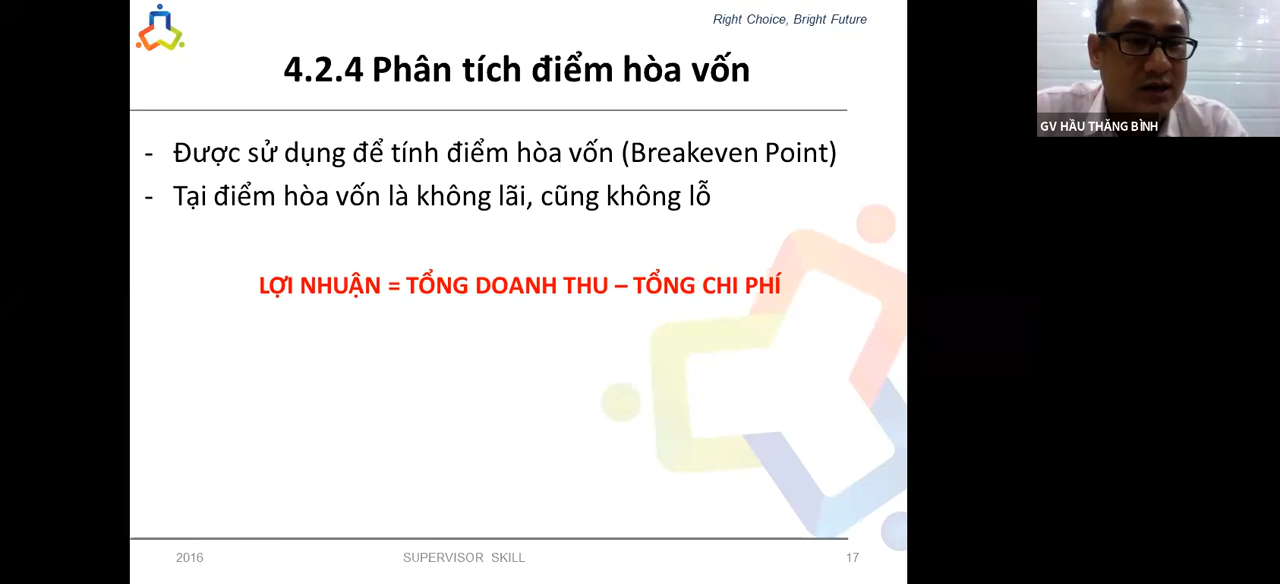 Right Choice, Bright Future
4.2.4 Phân tích điểm hòa vốn
- Được sử dụng để tính điểm hòa vốn (Breakeven Point)
- Tại điểm hòa vốn là không lãi, cũng không lỗ
LỢI NHUẬN = TỔNG DOANH THU – TỔNG CHI PHÍ
2016 SUPERVISOR SKILL 17
GV HẦU THĂNG BÌNH